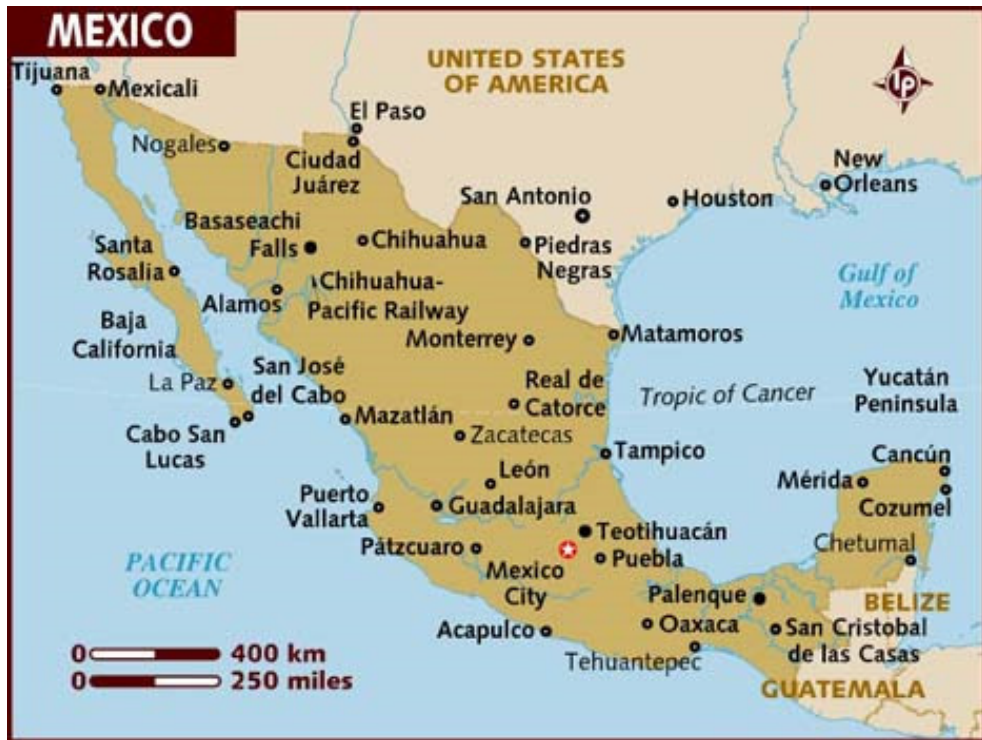 MEXICO
UNITED STATES
OF AMERICA
LP
Tijuana
Mexicali
El Paso
Nogales
Ciudad
Juárez
New
Orleans
San Antonio
Houston
Basaseachi
Falls
Chihuahua
Piedras
Negras
Santa
Rosalia
Gulf of
Mexico
Alamos
Chihuahua-
Pacific Railway
Baja
California
Monterrey
Matamoros
San José
del Cabo
La Paz
Real de
Catorce
Tropic of Cancer
Yucatán
Peninsula
Mazatlán
Cabo San
Lucas
Zacatecas
Tampico
Cancún
León
Mérida
Puerto
Vallarta
Guadalajara
Cozumel
Teotihuacán
Chetumal
Pátzcuaro
Puebla
PACIFIC
OCEAN
Mexico
City
Palenque
BELIZE
Acapulco
Oaxaca
San Cristobal
de las Casas
Tehuantepec
0 400 km
0 250 miles
GUATEMALA